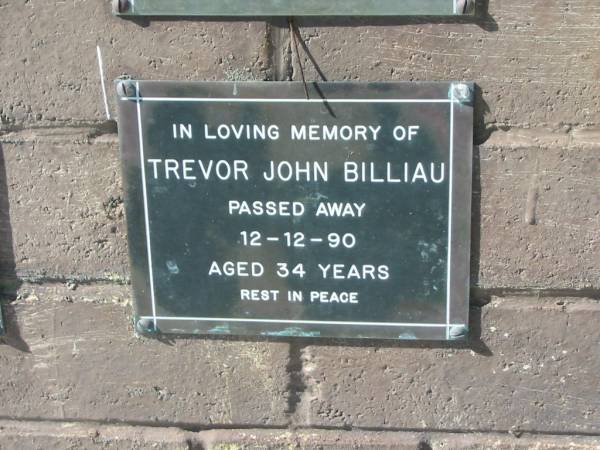 IN LOVING MEMORY OF
TREVOR JOHN BILLIAU
PASSED AWAY
12-12-90
AGED 34 YEARS
REST IN PEACE